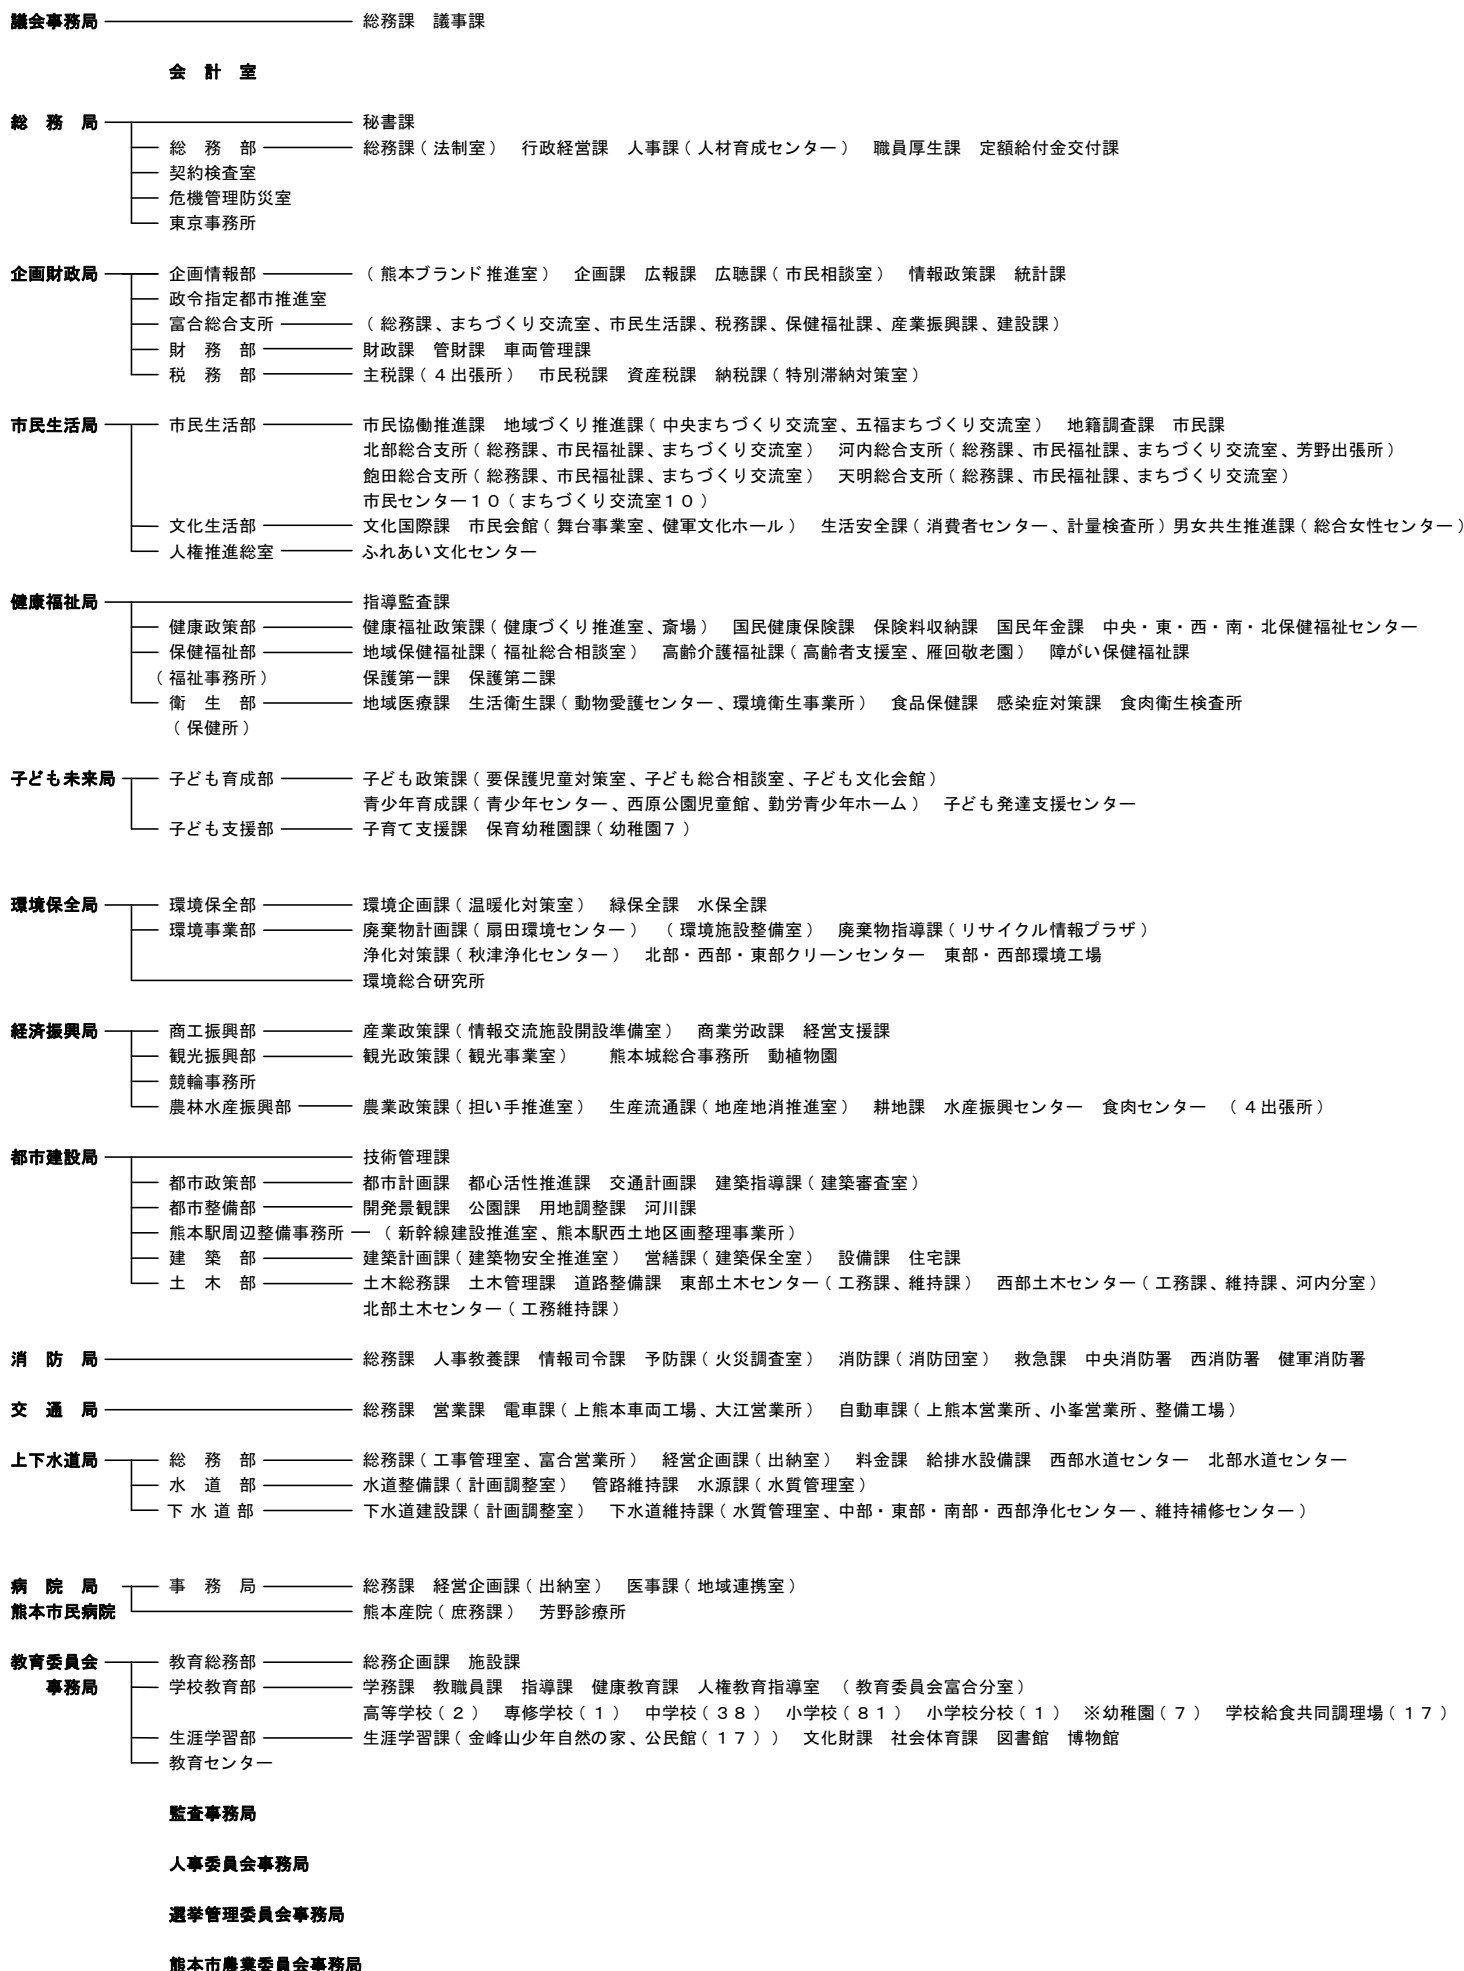 議会事務局 総務課 議事課
会計室
総務局 秘書課
総務部 総務課(法制室) 行政経営課 人事課(人材育成センター) 職員厚生課 定額給付金交付課
契約検査室
危機管理防災室
東京事務所
企画財政局 企画情報部 (熊本ブランド推進室) 企画課 広報課 広聴課(市民相談室) 情報政策課 統計課
政令指定都市推進室
富合総合支所 (総務課、まちづくり交流室、市民生活課、税務課、保健福祉課、産業振興課、建設課)
財務部 財政課 管財課 車両管理課
税務部 主税課(4出張所) 市民税課 資産税課 納税課(特別滞納対策室)
市民生活局 市民生活部 市民協働推進課 地域づくり推進課(中央まちづくり交流室、五福まちづくり交流室) 地籍調査課 市民課
北部総合支所(総務課、市民福祉課、まちづくり交流室) 河内総合支所(総務課、市民福祉課、まちづくり交流室、芳野出張所)
飽田総合支所(総務課、市民福祉課、まちづくり交流室) 天明総合支所(総務課、市民福祉課、まちづくり交流室)
市民センター10(まちづくり交流室10)
文化生活部 文化国際課 市民会館(舞台事業室、健軍文化ホール) 生活安全課(消費者センター、計量検査所)男女共生推進課(総合女性センター)
人権推進総室 ふれあい文化センター
健康福祉局 指導監査課
健康政策部 健康福祉政策課(健康づくり推進室、斎場) 国民健康保険課 保険料収納課 国民年金課 中央・東・西・南・北保健福祉センター
保健福祉部 地域保健福祉課(福祉総合相談室) 高齢介護福祉課(高齢者支援室、雁回敬老園) 障がい保健福祉課
(福祉事務所) 保護第一課 保護第二課
衛生部 地域医療課 生活衛生課(動物愛護センター、環境衛生事業所) 食品保健課 感染症対策課 食肉衛生検査所
(保健所)
子ども未来局 子ども育成部 子ども政策課(要保護児童対策室、子ども総合相談室、子ども文化会館)
青少年育成課(青少年センター、西原公園児童館、勤労青少年ホーム) 子ども発達支援センター
子ども支援部 子育て支援課 保育幼稚園課(幼稚園7)
環境保全局 環境保全部 環境企画課(温暖化対策室) 緑保全課 水保全課
環境事業部 廃棄物計画課(扇田環境センター) (環境施設整備室) 廃棄物指導課(リサイクル情報プラザ)
浄化対策課(秋津浄化センター) 北部・西部・東部クリーンセンター 東部・西部環境工場
環境総合研究所
経済振興局 商工振興部 産業政策課(情報交流施設開設準備室) 商業労政課 経営支援課
観光振興部 観光政策課(観光事業室) 熊本城総合事務所 動植物園
競輪事務所
農林水産振興部 農業政策課(担い手推進室) 生産流通課(地産地消推進室) 耕地課 水産振興センター 食肉センター (4出張所)
都市建設局 技術管理課
都市政策部 都市計画課 都心活性推進課 交通計画課 建築指導課(建築審査室)
都市整備部 開発景観課 公園課 用地調整課 河川課
熊本駅周辺整備事務所 (新幹線建設推進室、熊本駅西土地区画整理事業所)
建築部 建築計画課(建築物安全推進室) 営繕課(建築保全室) 設備課 住宅課
土木部 土木総務課 土木管理課 道路整備課 東部土木センター(工務課、維持課) 西部土木センター(工務課、維持課、河内分室)
北部土木センター(工務維持課)
消防局 総務課 人事教養課 情報司令課 予防課(火災調査室) 消防課(消防団室) 救急課 中央消防署 西消防署 健軍消防署
交通局 総務課 営業課 電車課(上熊本車両工場、大江営業所) 自動車課(上熊本営業所、小峯営業所、整備工場)
上下水道局 総務部 総務課(工事管理室、富合営業所) 経営企画課(出納室) 料金課 給排水設備課 西部水道センター 北部水道センター
水道部 水道整備課(計画調整室) 管路維持課 水源課(水質管理室)
下水道部 下水道建設課(計画調整室) 下水道維持課(水質管理室、中部・東部・南部・西部浄化センター、維持補修センター)
病院局 事務局 総務課 経営企画課(出納室) 医事課(地域連携室)
熊本市民病院 熊本産院(庶務課) 芳野診療所
教育委員会 教育総務部 総務企画課 施設課
事務局 学校教育部 学務課 教職員課 指導課 健康教育課 人権教育指導室 (教育委員会富合分室)
高等学校(2) 専修学校(1) 中学校(38) 小学校(81) 小学校分校(1) ※幼稚園(7) 学校給食共同調理場(17)
生涯学習部 生涯学習課(金峰山少年自然の家、公民館(17)) 文化財課 社会体育課 図書館 博物館
教育センター
監査事務局
人事委員会事務局
選挙管理委員会事務局
熊本市農業委員会事務局